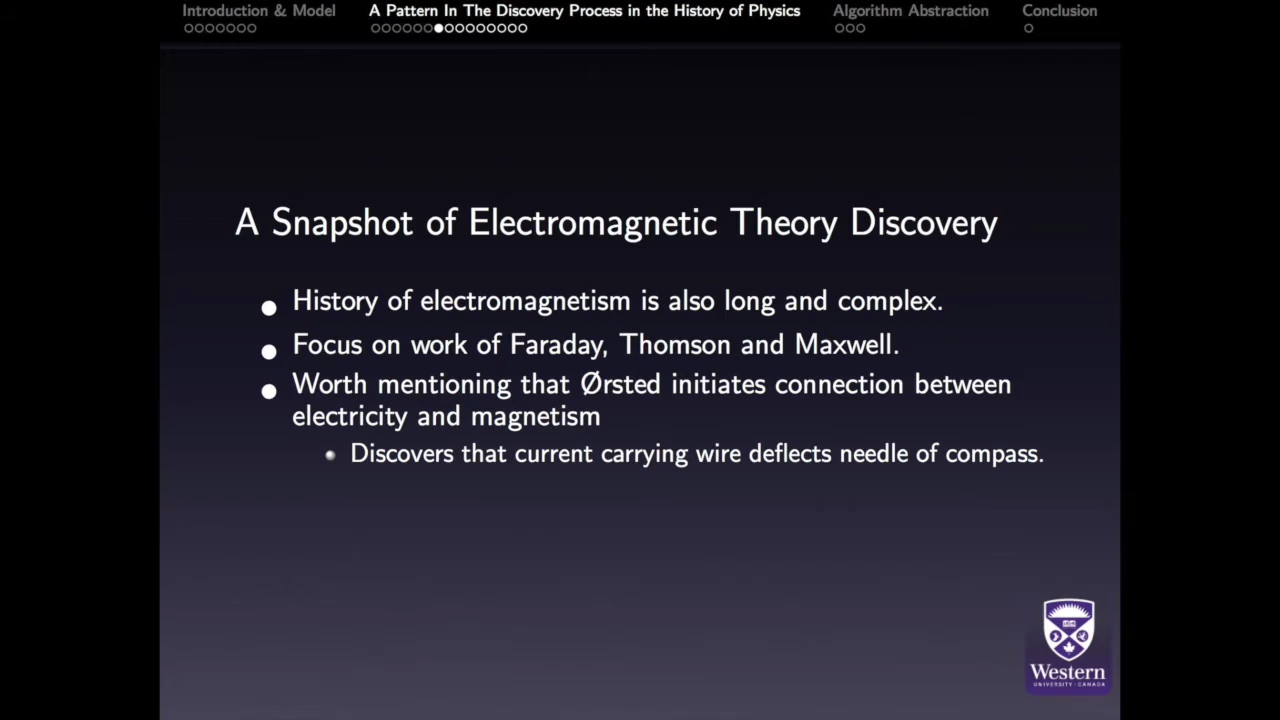 Introduction & Model
A Pattern In The Discovery Process in the History of Physics
Algorithm Abstraction
Conclusion
A Snapshot of Electromagnetic Theory Discovery
History of electromagnetism is also long and complex.
Focus on work of Faraday, Thomson and Maxwell.
Worth mentioning that Ørsted initiates connection between
electricity and magnetism
Discovers that current carrying wire deflects needle of compass.
Western
UNIVERSITY · CANADA